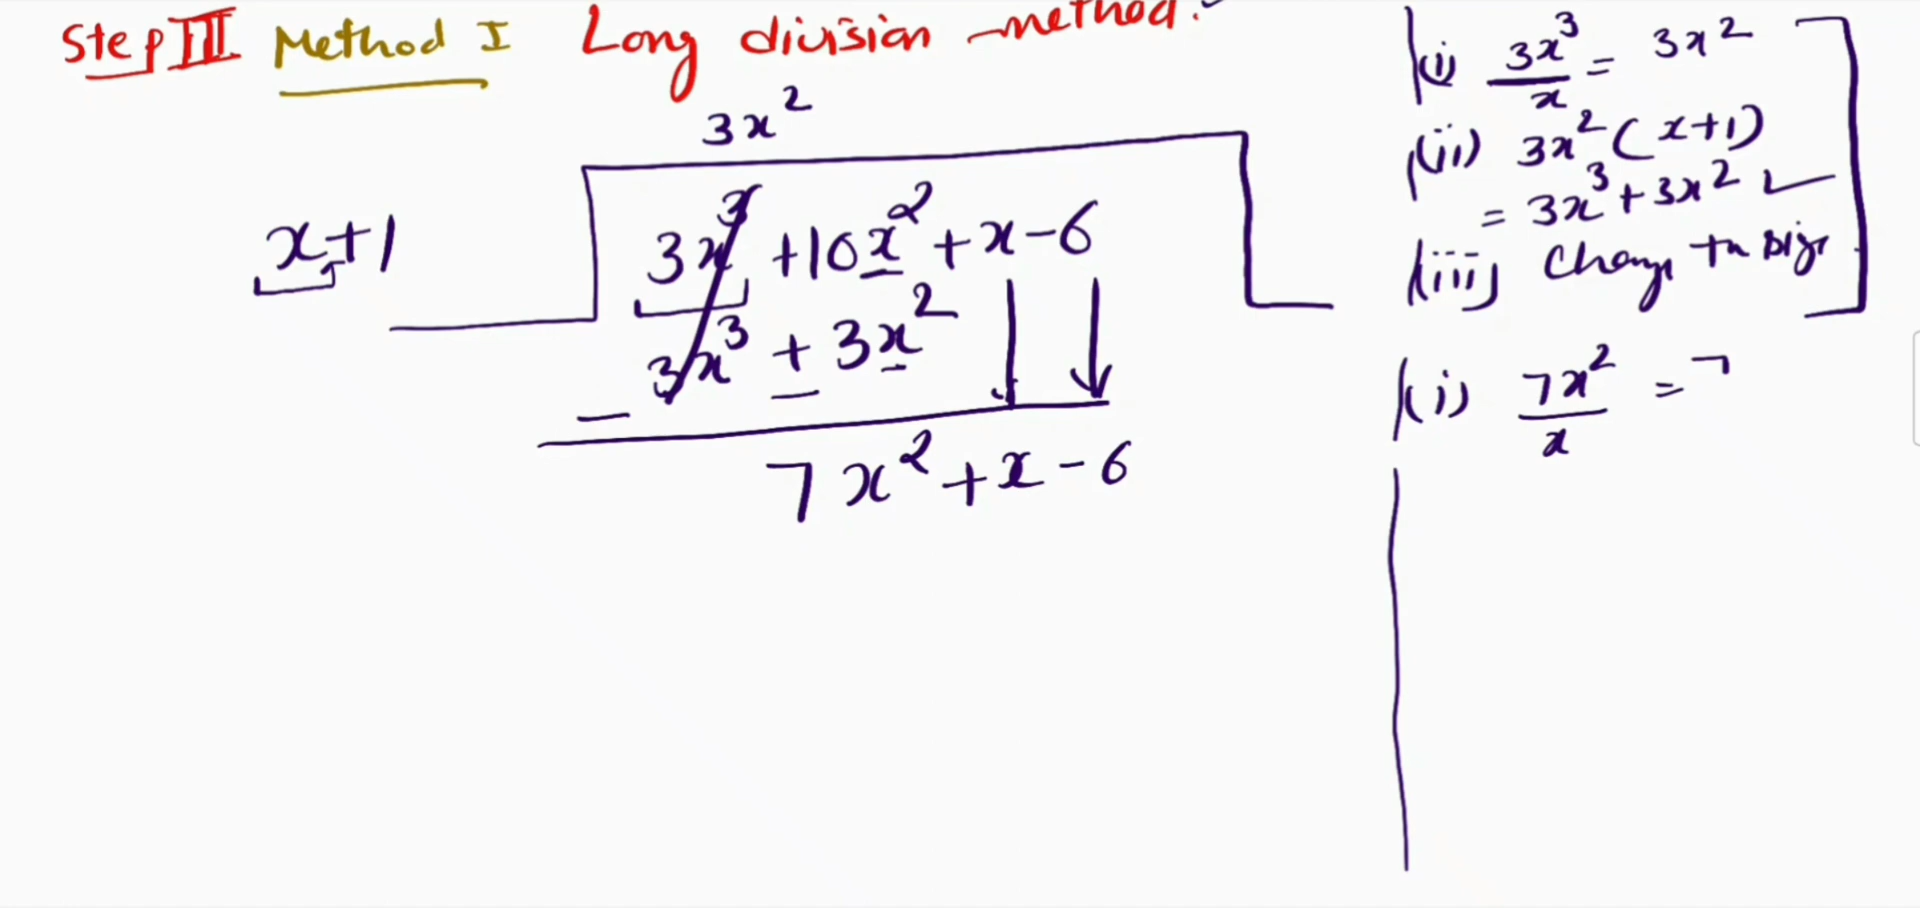 Step III Method I Long division method.
3x²
x+1
3x³ +10x² + x - 6
3x³ + 3x²
7x² + x - 6
(i) 3x³/x = 3x²
(ii) 3x² (x+1)
= 3x³ + 3x² ✓
(iii) Change the sign
(i) 7x²/x = 7